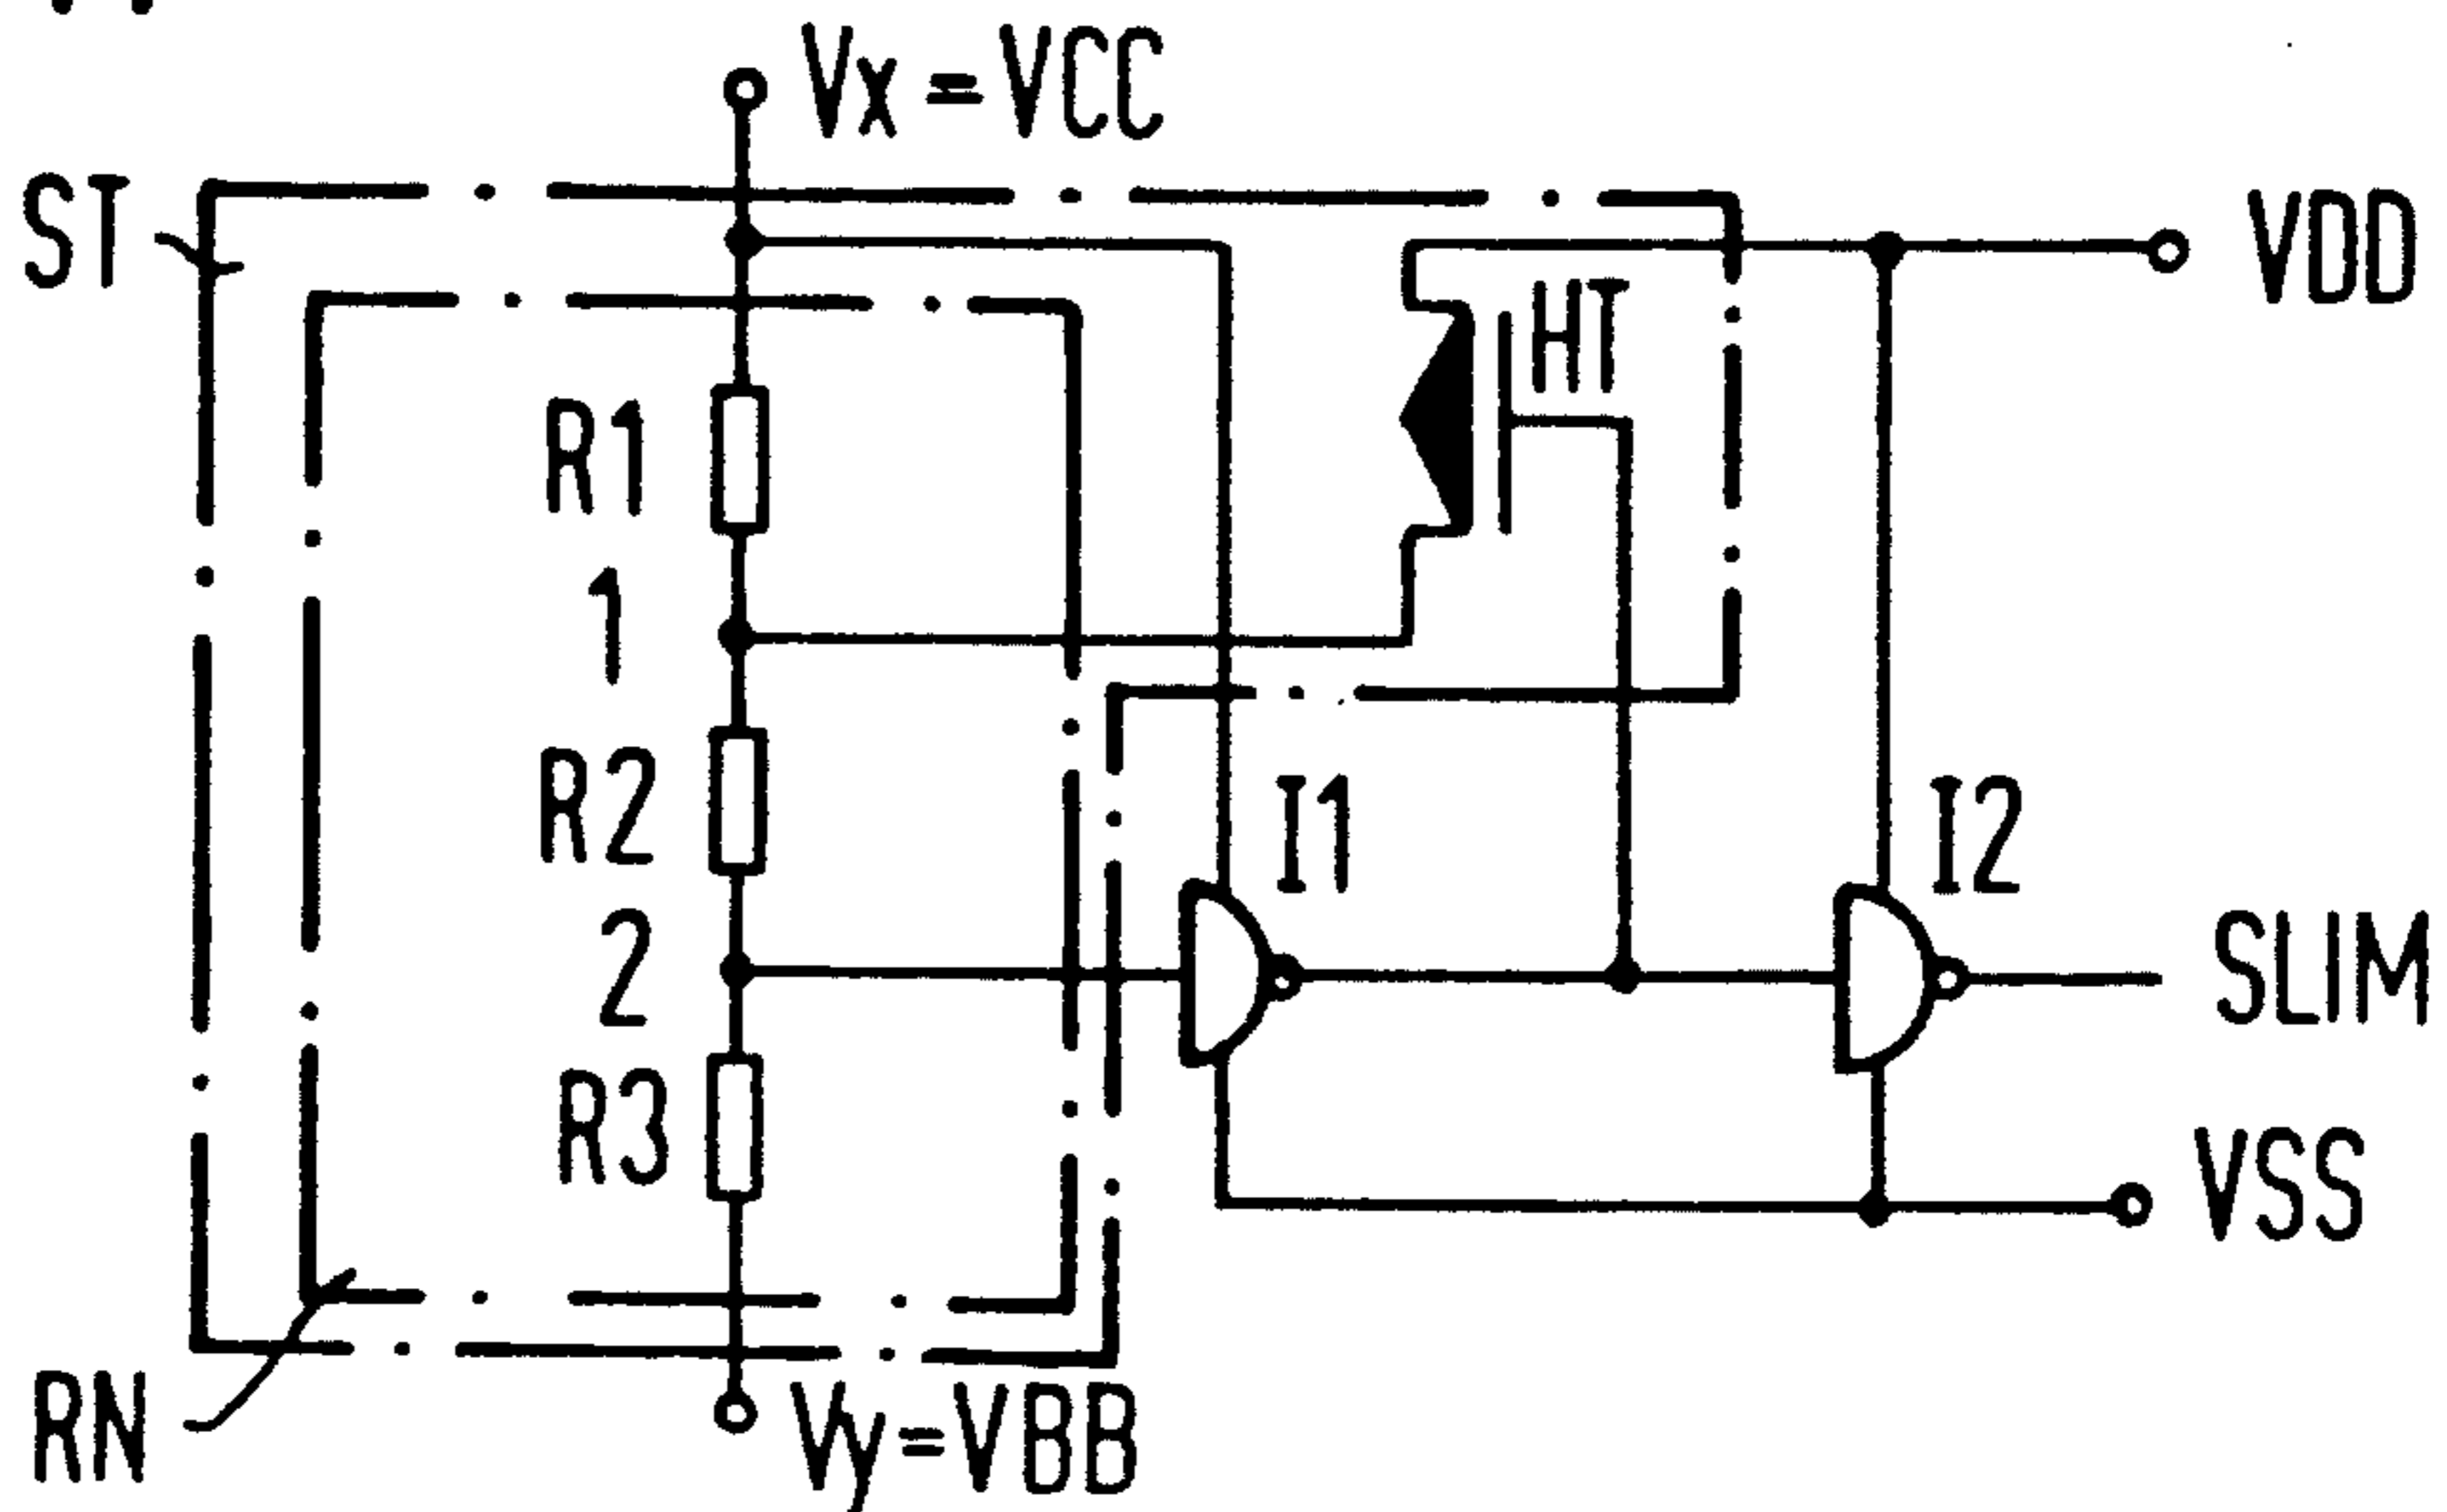 Vx = VCC
ST
VDD
HT
R1
1
R2
I1
I2
2
SLIM
R3
VSS
RN
Vy = VBB